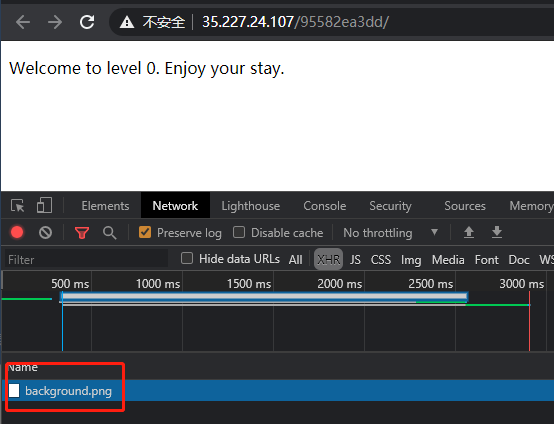 不安全 | 35.227.24.107/95582ea3dd/
Welcome to level 0. Enjoy your stay.
Elements Network Lighthouse Console Security Sources Memory
Preserve log Disable cache No throttling
Filter Hide data URLs All XHR JS CSS Img Media Font Doc WS
500 ms 1000 ms 1500 ms 2000 ms 2500 ms 3000 ms
Name
background.png